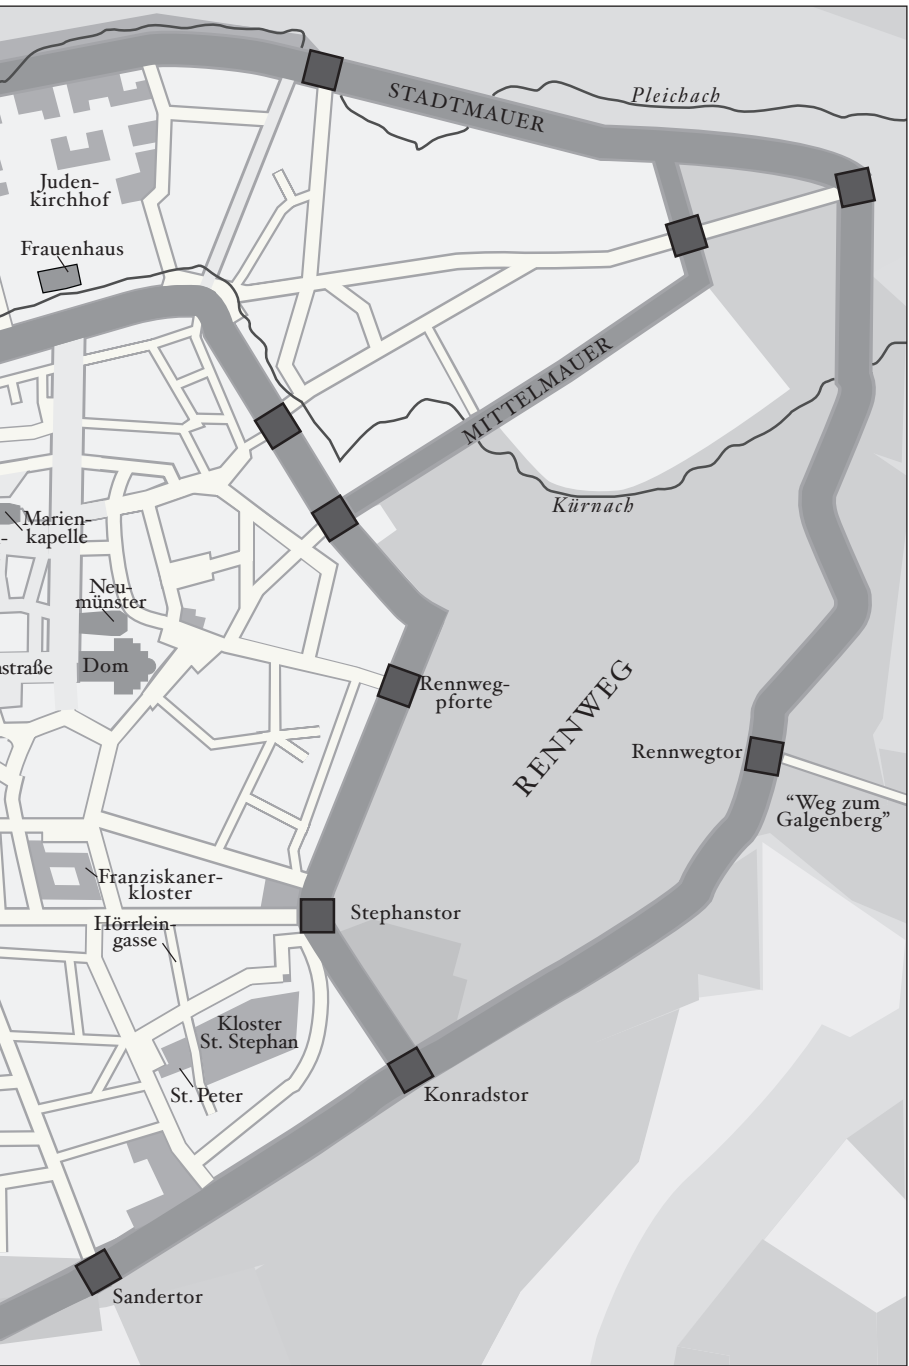 Pleichach
STADTMAUER
Juden-
kirchhof
Frauenhaus
MITTELMAUER
Kürnach
Marien-
- kapelle
Neu-
münster
straße
Dom
Rennweg-
pforte
RENNWEG
Rennwegtor
“Weg zum
Galgenberg”
Franziskaner-
kloster
Stephanstor
Hörrlein-
gasse
Kloster
St. Stephan
St. Peter
Konradstor
Sandertor